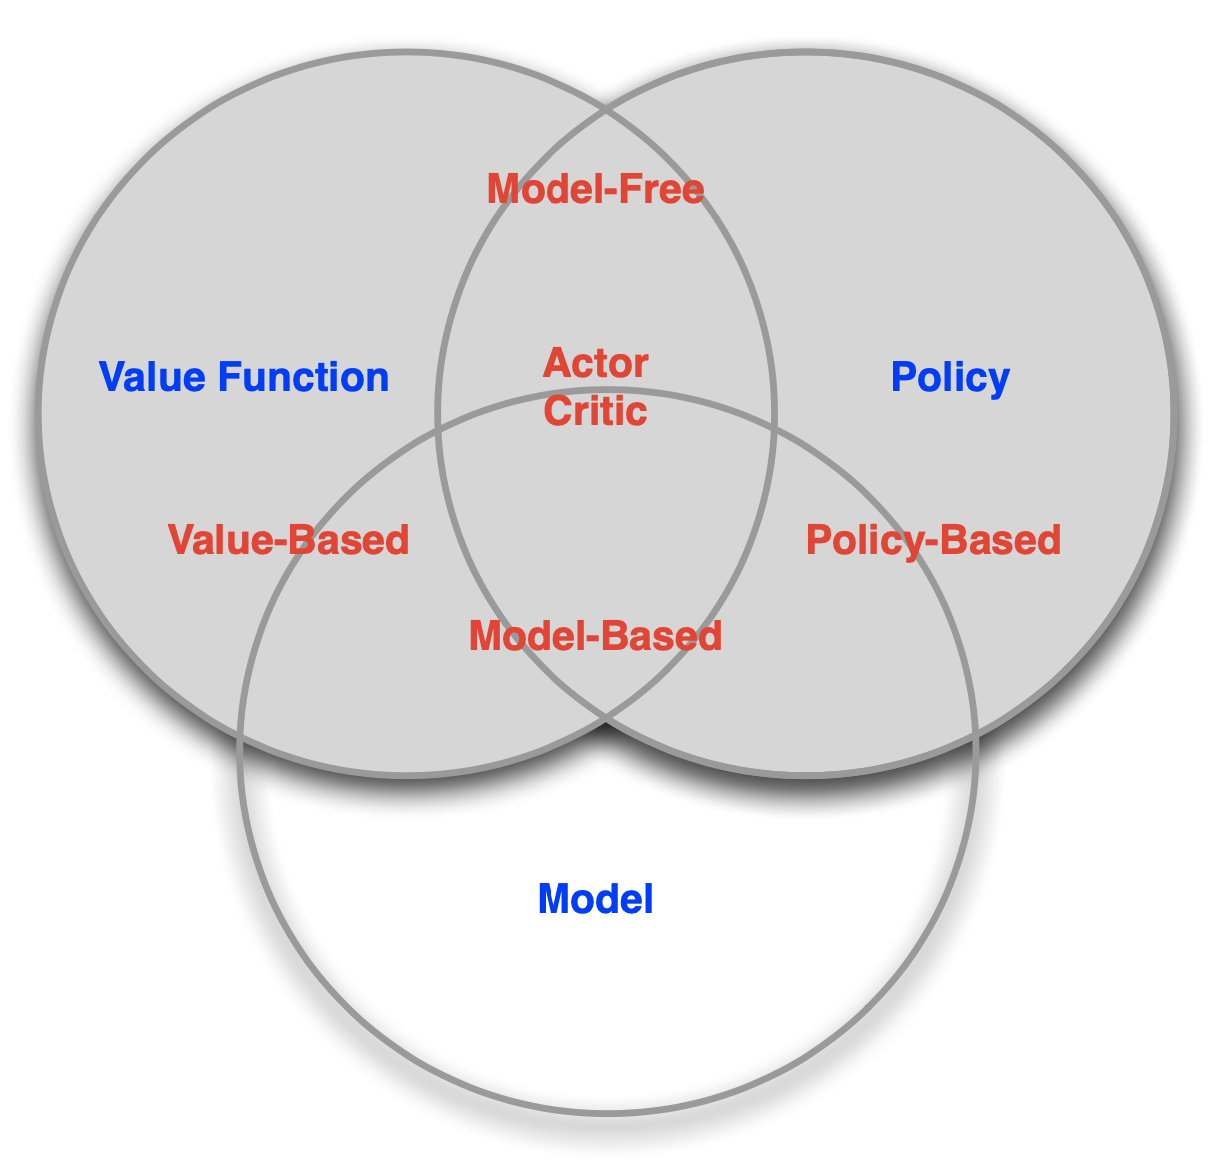 Model-Free
Value Function
Actor
Critic
Policy
Value-Based
Policy-Based
Model-Based
Model